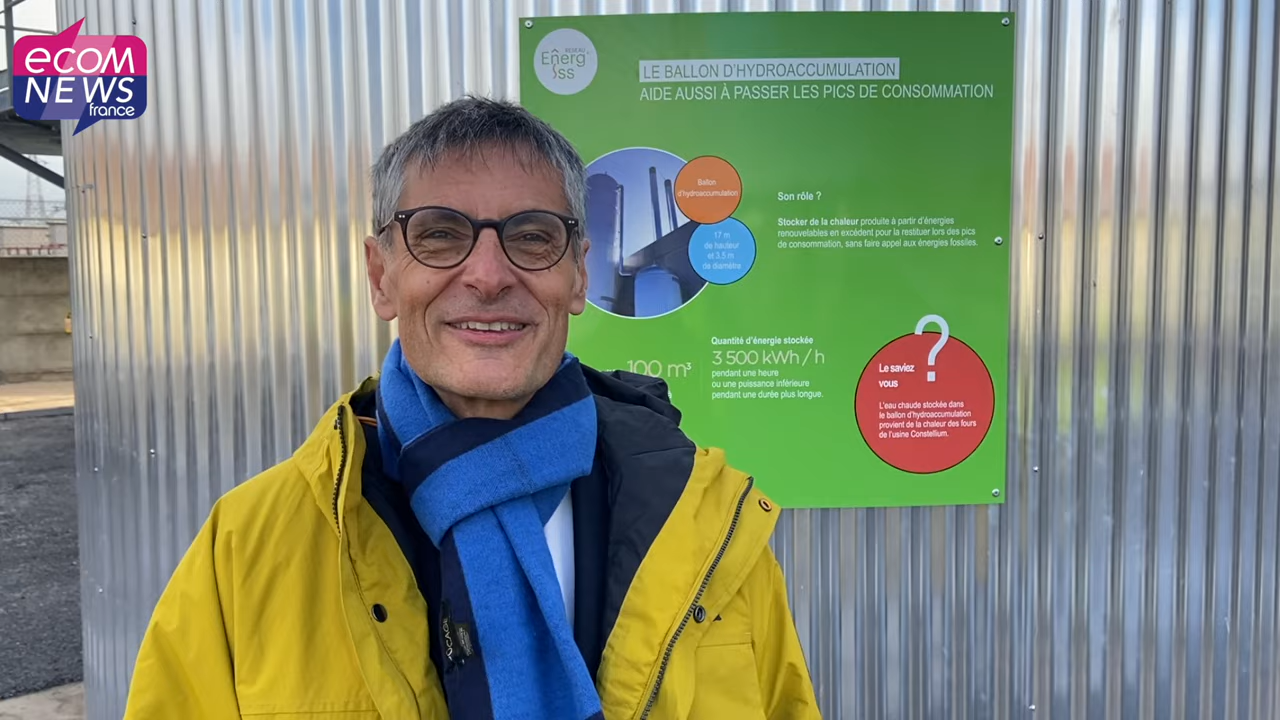 ecom
NEWS
france
RESEAU
Energ'
iss
LE BALLON D'HYDROACCUMULATION
AIDE AUSSI À PASSER LES PICS DE CONSOMMATION
Ballon
d'hydroaccumulation
17 m
de hauteur
et 3,5 m
de diamètre
Son rôle ?
Stocker de la chaleur produite à partir d'énergies
renouvelables en excédent pour la restituer lors des pics
de consommation, sans faire appel aux énergies fossiles.
100 m³
Quantité d'énergie stockée
3 500 kWh/h
pendant une heure
ou une puissance inférieure
pendant une durée plus longue.
Le saviez
vous
?
L'eau chaude stockée dans
le ballon d'hydroaccumulation
provient de la chaleur des fours
de l'usine Constellium.